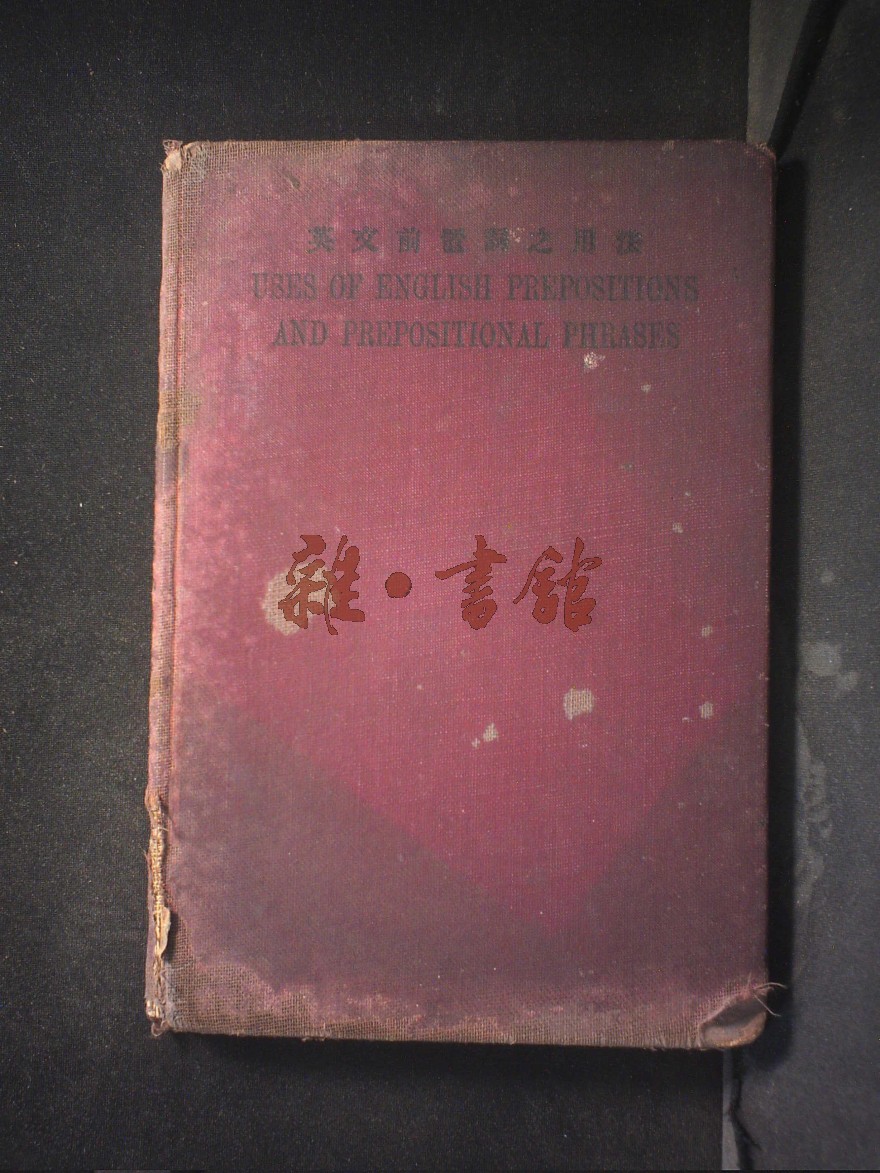 英文前置詞之用法
USES OF ENGLISH PREPOSITIONS
AND PREPOSITIONAL PHRASES
雜·書館